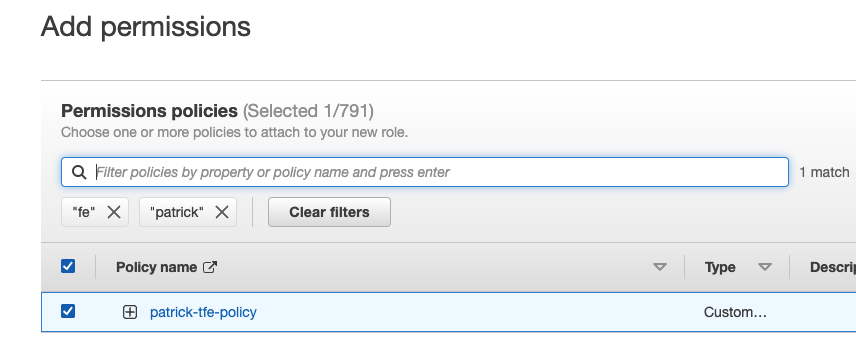 Add permissions
Permissions policies (Selected 1/791)
Choose one or more policies to attach to your new role.
Filter policies by property or policy name and press enter
1 match
"fe"
"patrick"
Clear filters
Policy name
Type
Descrip
patrick-tfe-policy
Custom...